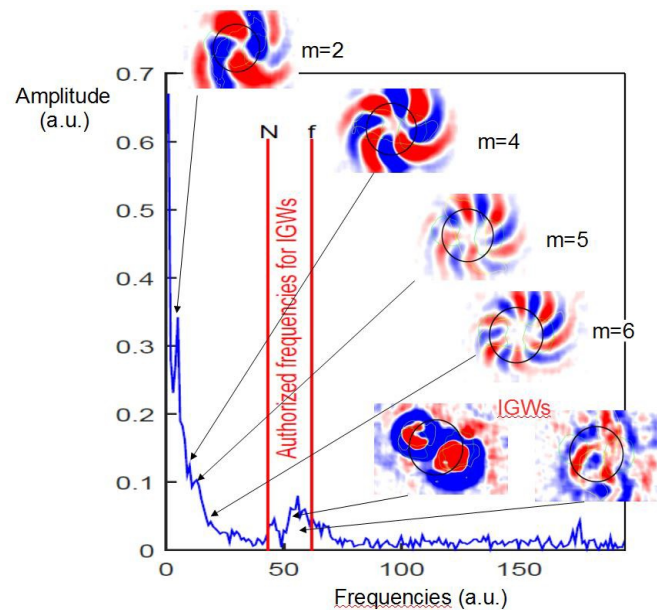 m=2
0.7
Amplitude
(a.u.)
N
f
m=4
0.6
0.5
Authorized frequencies for IGWs
m=5
0.4
m=6
0.3
IGWs
0.2
0.1
0
0
50
100
150
Frequencies (a.u.)